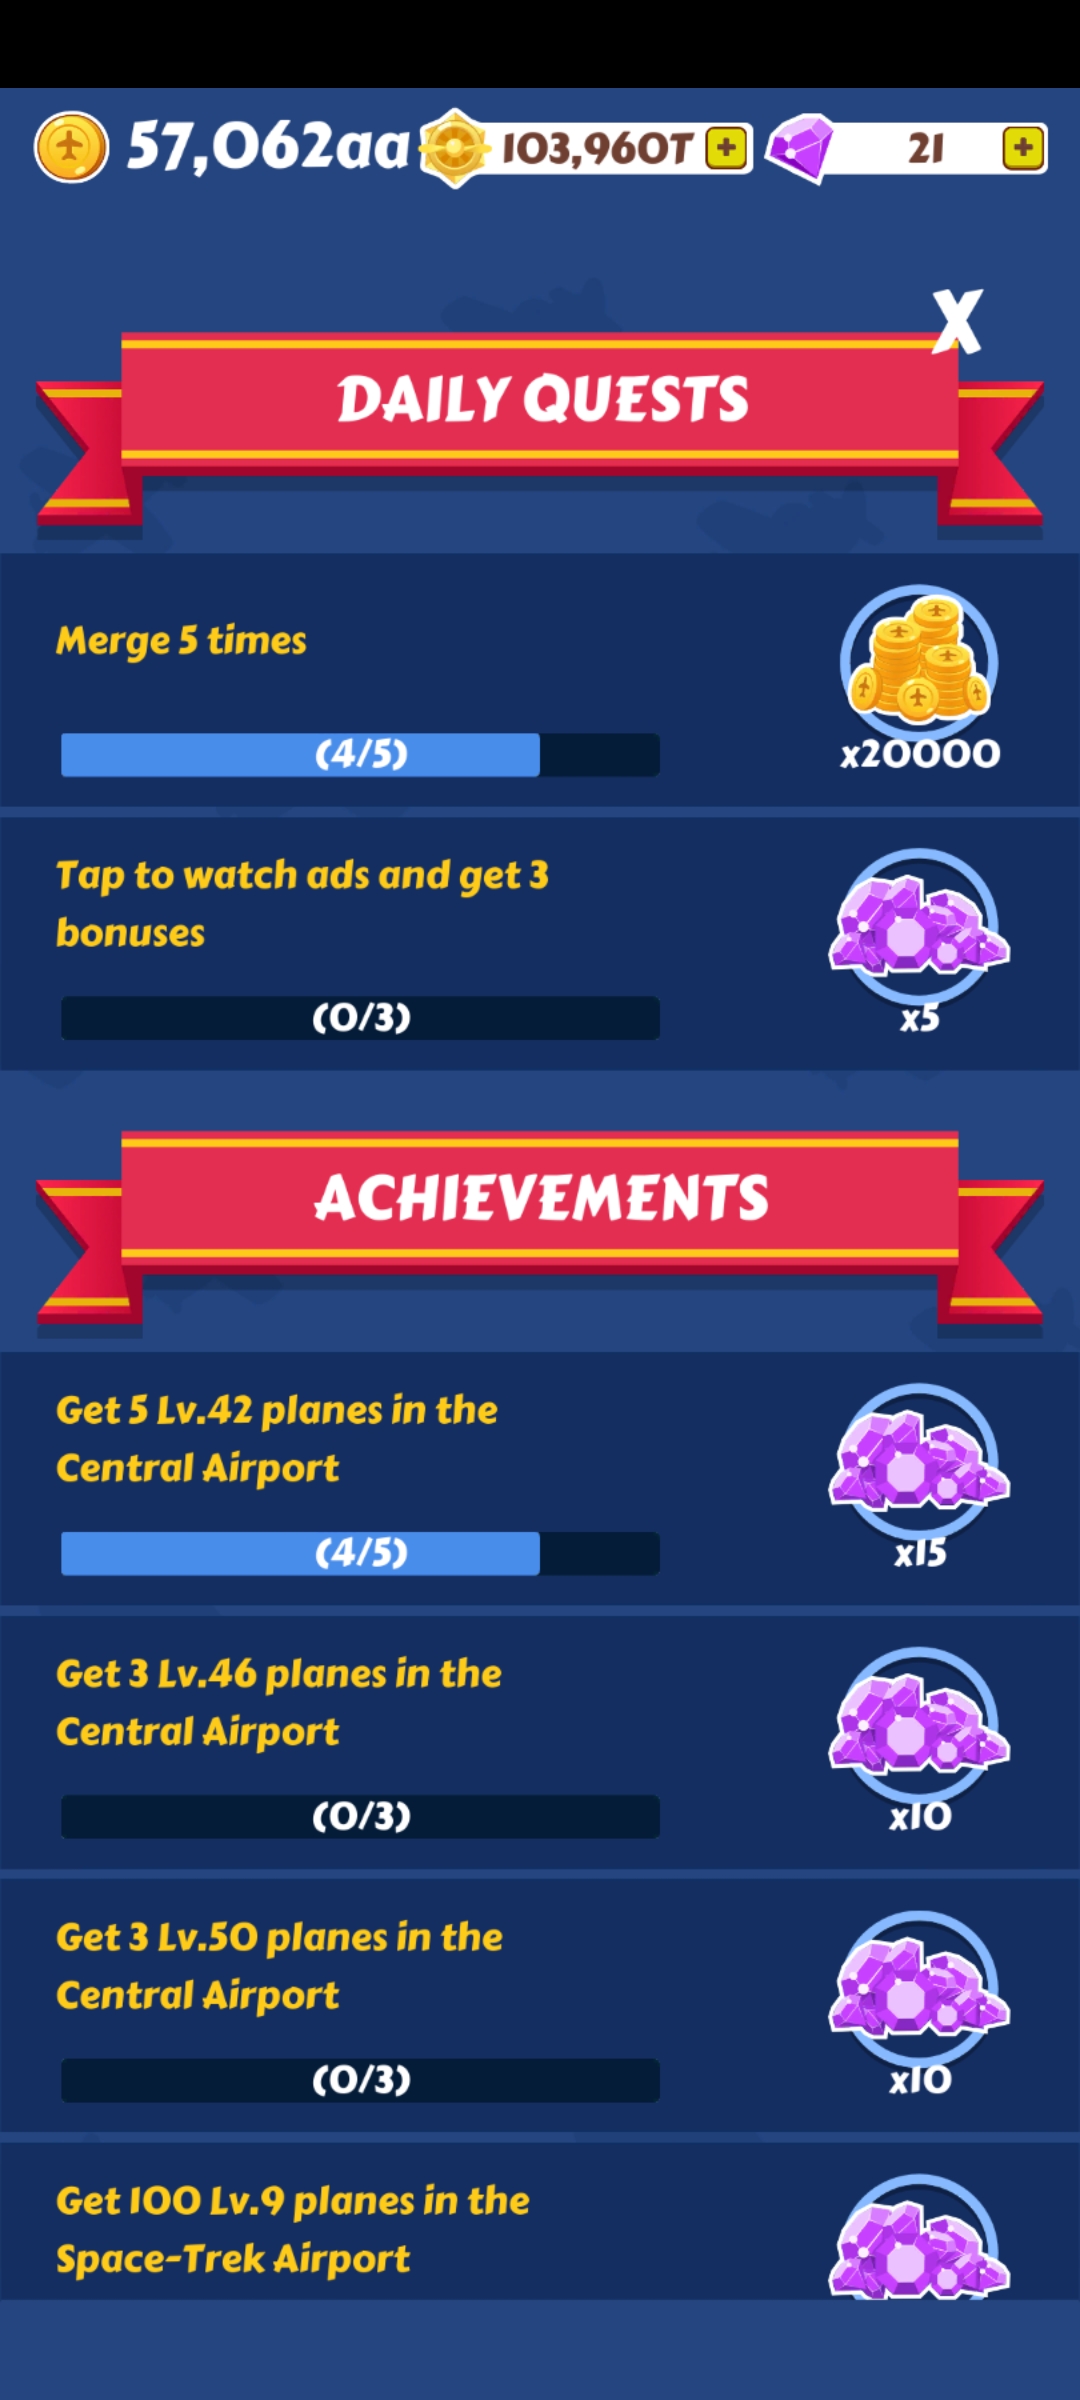 57,062aa 103,960T + 21 +
X
DAILY QUESTS
Merge 5 times
(4/5)
x20000
Tap to watch ads and get 3
bonuses
(0/3)
x5
ACHIEVEMENTS
Get 5 Lv.42 planes in the
Central Airport
(4/5)
x15
Get 3 Lv.46 planes in the
Central Airport
(0/3)
x10
Get 3 Lv.50 planes in the
Central Airport
(0/3)
x10
Get 100 Lv.9 planes in the
Space-Trek Airport